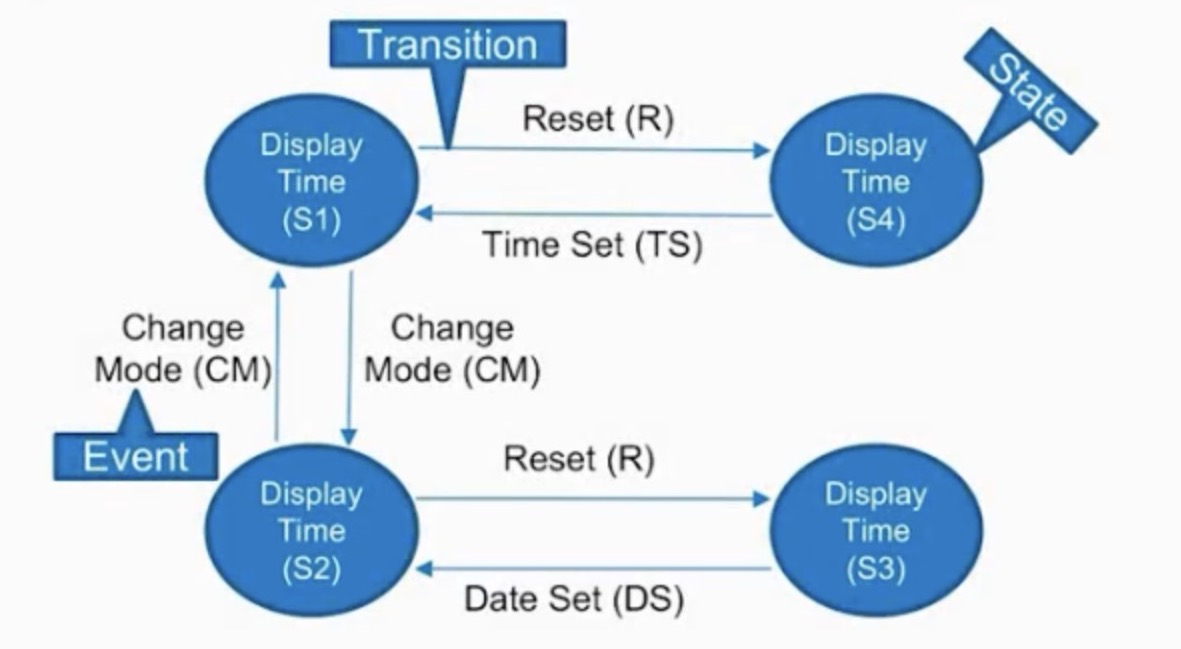 Transition
State
Reset (R)
Display
Time
(S1)
Display
Time
(S4)
Time Set (TS)
Change
Mode (CM)
Change
Mode (CM)
Event
Reset (R)
Display
Time
(S2)
Display
Time
(S3)
Date Set (DS)